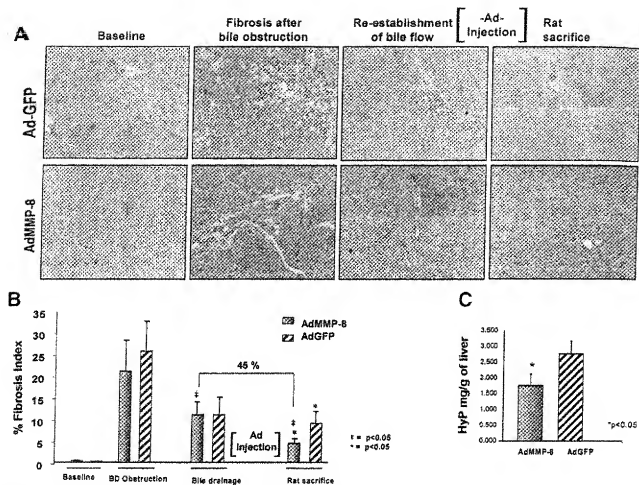 A
Baseline
Fibrosis after
bile obstruction
Re-establishment
of bile flow
-Ad-
Injection
Rat
sacrifice
Ad-GFP
AdMMP-8
B
% Fibrosis Index
35
30
25
20
15
10
5
0
AdMMP-8
AdGFP
45 %
‡
‡
*
*
Ad
Injection
‡ = p<0.05
* = p<0.05
Baseline
BD Obstruction
Bile drainage
Rat sacrifice
C
HyP mg/g of liver
3.500
3.000
2.500
2.000
1.500
1.000
0.500
0.000
*
*p<0.05
AdMMP-8
AdGFP